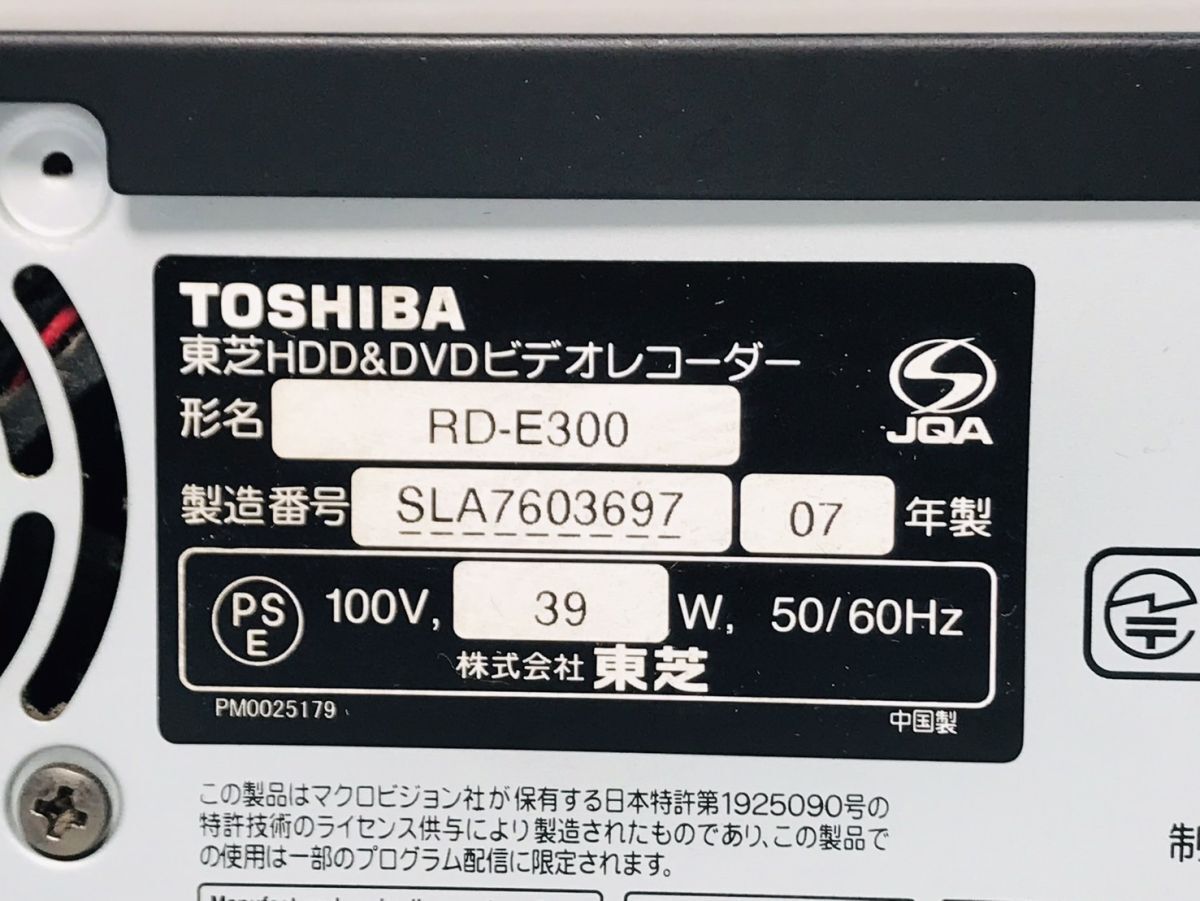 TOSHIBA
東芝HDD&DVDビデオレコーダー
JQA
形名 RD-E300
製造番号 SLA7603697 07 年製
PS E 100V, 39 W, 50/60Hz
株式会社 東芝
PM0025179
中国製
この製品はマクロビジョン社が保有する日本特許第1925090号の
特許技術のライセンス供与により製造されたものであり、この製品で
の使用は一部のプログラム配信に限定されます。